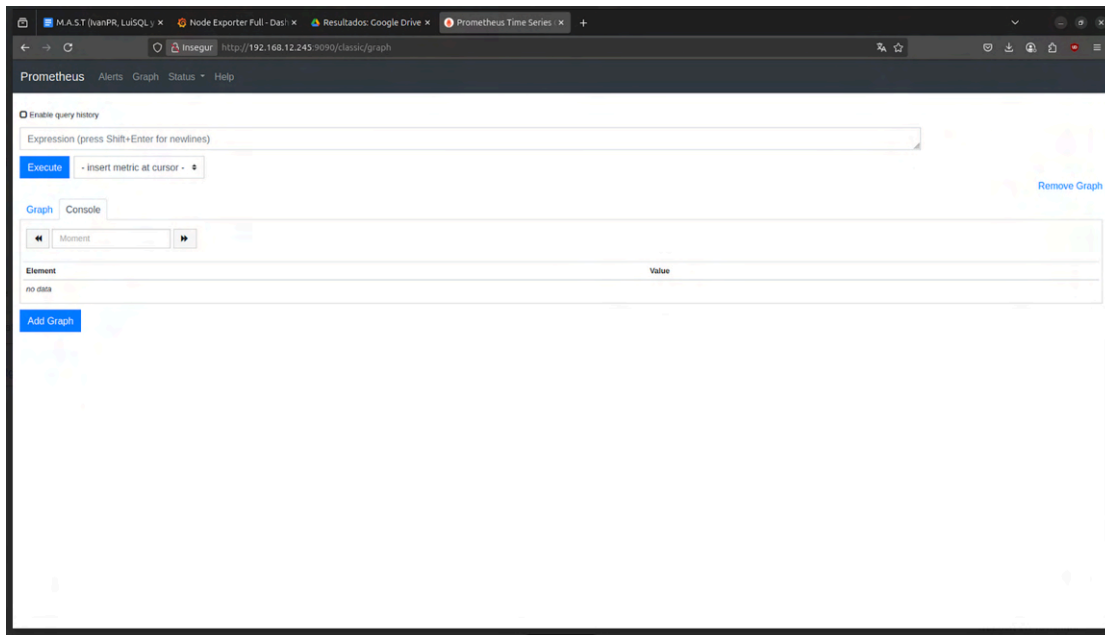 M.A.S.T (IvanPR, LuiSQL y
Node Exporter Full - Dash
Resultados: Google Drive
Prometheus Time Series
Insegur http://192.168.12.245:9090/classic/graph
Prometheus Alerts Graph Status Help
Enable query history
Expression (press Shift+Enter for newlines)
Execute - insert metric at cursor -
Remove Graph
Graph Console
Moment
Element Value
no data
Add Graph